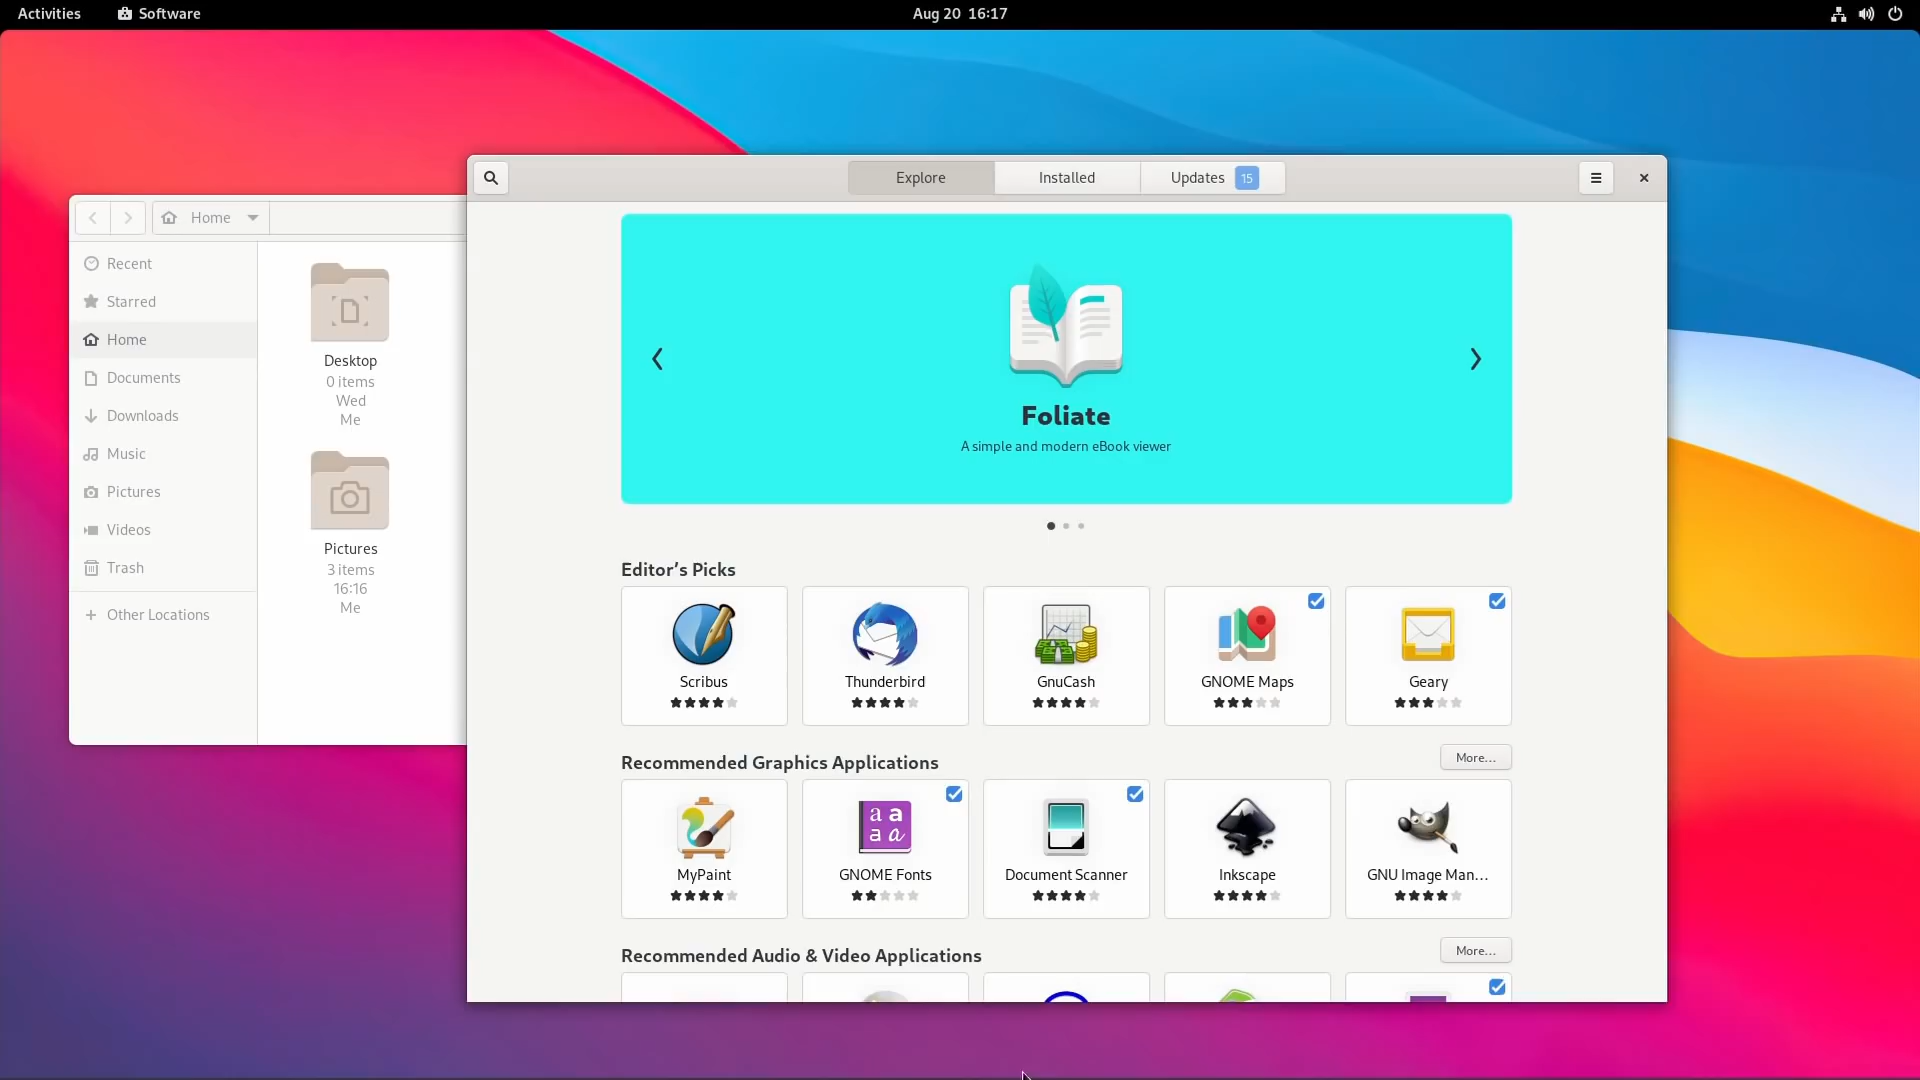 Activities
Software
Aug 20 16:17
Home
Recent
Starred
Home
Documents
Downloads
Music
Pictures
Videos
Trash
Other Locations
Desktop
0 items
Wed
Me
Pictures
3 items
16:16
Me
Explore
Installed
Updates 15
Foliate
A simple and modern eBook viewer
Editor’s Picks
Scribus
Thunderbird
GnuCash
GNOME Maps
Geary
Recommended Graphics Applications
More…
MyPaint
a a
a a
GNOME Fonts
Document Scanner
Inkscape
GNU Image Man…
Recommended Audio & Video Applications
More…